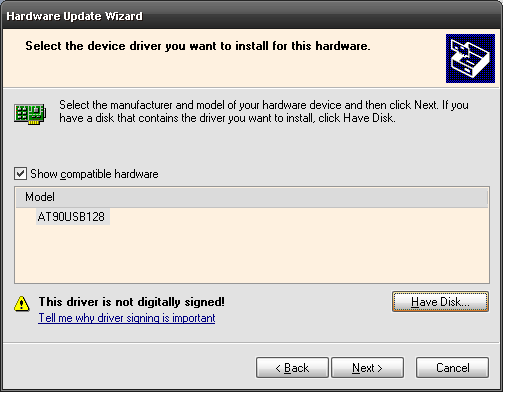 Hardware Update Wizard
Select the device driver you want to install for this hardware.
Select the manufacturer and model of your hardware device and then click Next. If you
have a disk that contains the driver you want to install, click Have Disk.
Show compatible hardware
Model
AT90USB128
This driver is not digitally signed!
Have Disk...
Tell me why driver signing is important
< Back
Next >
Cancel